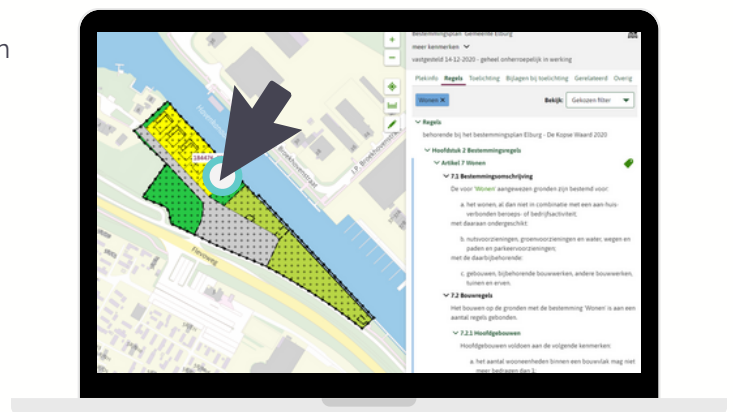 n
Bestemmingsplan Gemeente Elburg
meer kenmerken
vastgesteld 14-12-2020 - geheel onherroepelijk in werking
Plekinfo Regels Toelichting Bijlagen bij toelichting Gerelateerd Overig
Wonen X Bekijk: Gekozen filter
Regels
behorende bij het bestemmingsplan Elburg - De Kopse Waard 2020
Hoofdstuk 2 Bestemmingsregels
Artikel 7 Wonen
7.1 Bestemmingsomschrijving
De voor 'Wonen' aangewezen gronden zijn bestemd voor:
a. het wonen, al dan niet in combinatie met een aan-huis-
verbonden beroeps- of bedrijfsactiviteit;
met daaraan ondergeschikt:
b. nutsvoorzieningen, groenvoorzieningen en water, wegen en
paden en parkeervoorzieningen;
met de daarbijbehorende:
c. gebouwen, bijbehorende bouwwerken, andere bouwwerken,
tuinen en erven.
7.2 Bouwregels
Het bouwen op de gronden met de bestemming 'Wonen' is aan een
aantal regels gebonden.
7.2.1 Hoofdgebouwen
Hoofdgebouwen voldoen aan de volgende kenmerken:
a. het aantal wooneenheden binnen een bouwvlak mag niet
meer bedragen dan 1;
J.P. Broekhovenstraat
Broekhovenstraat
Flevoweg